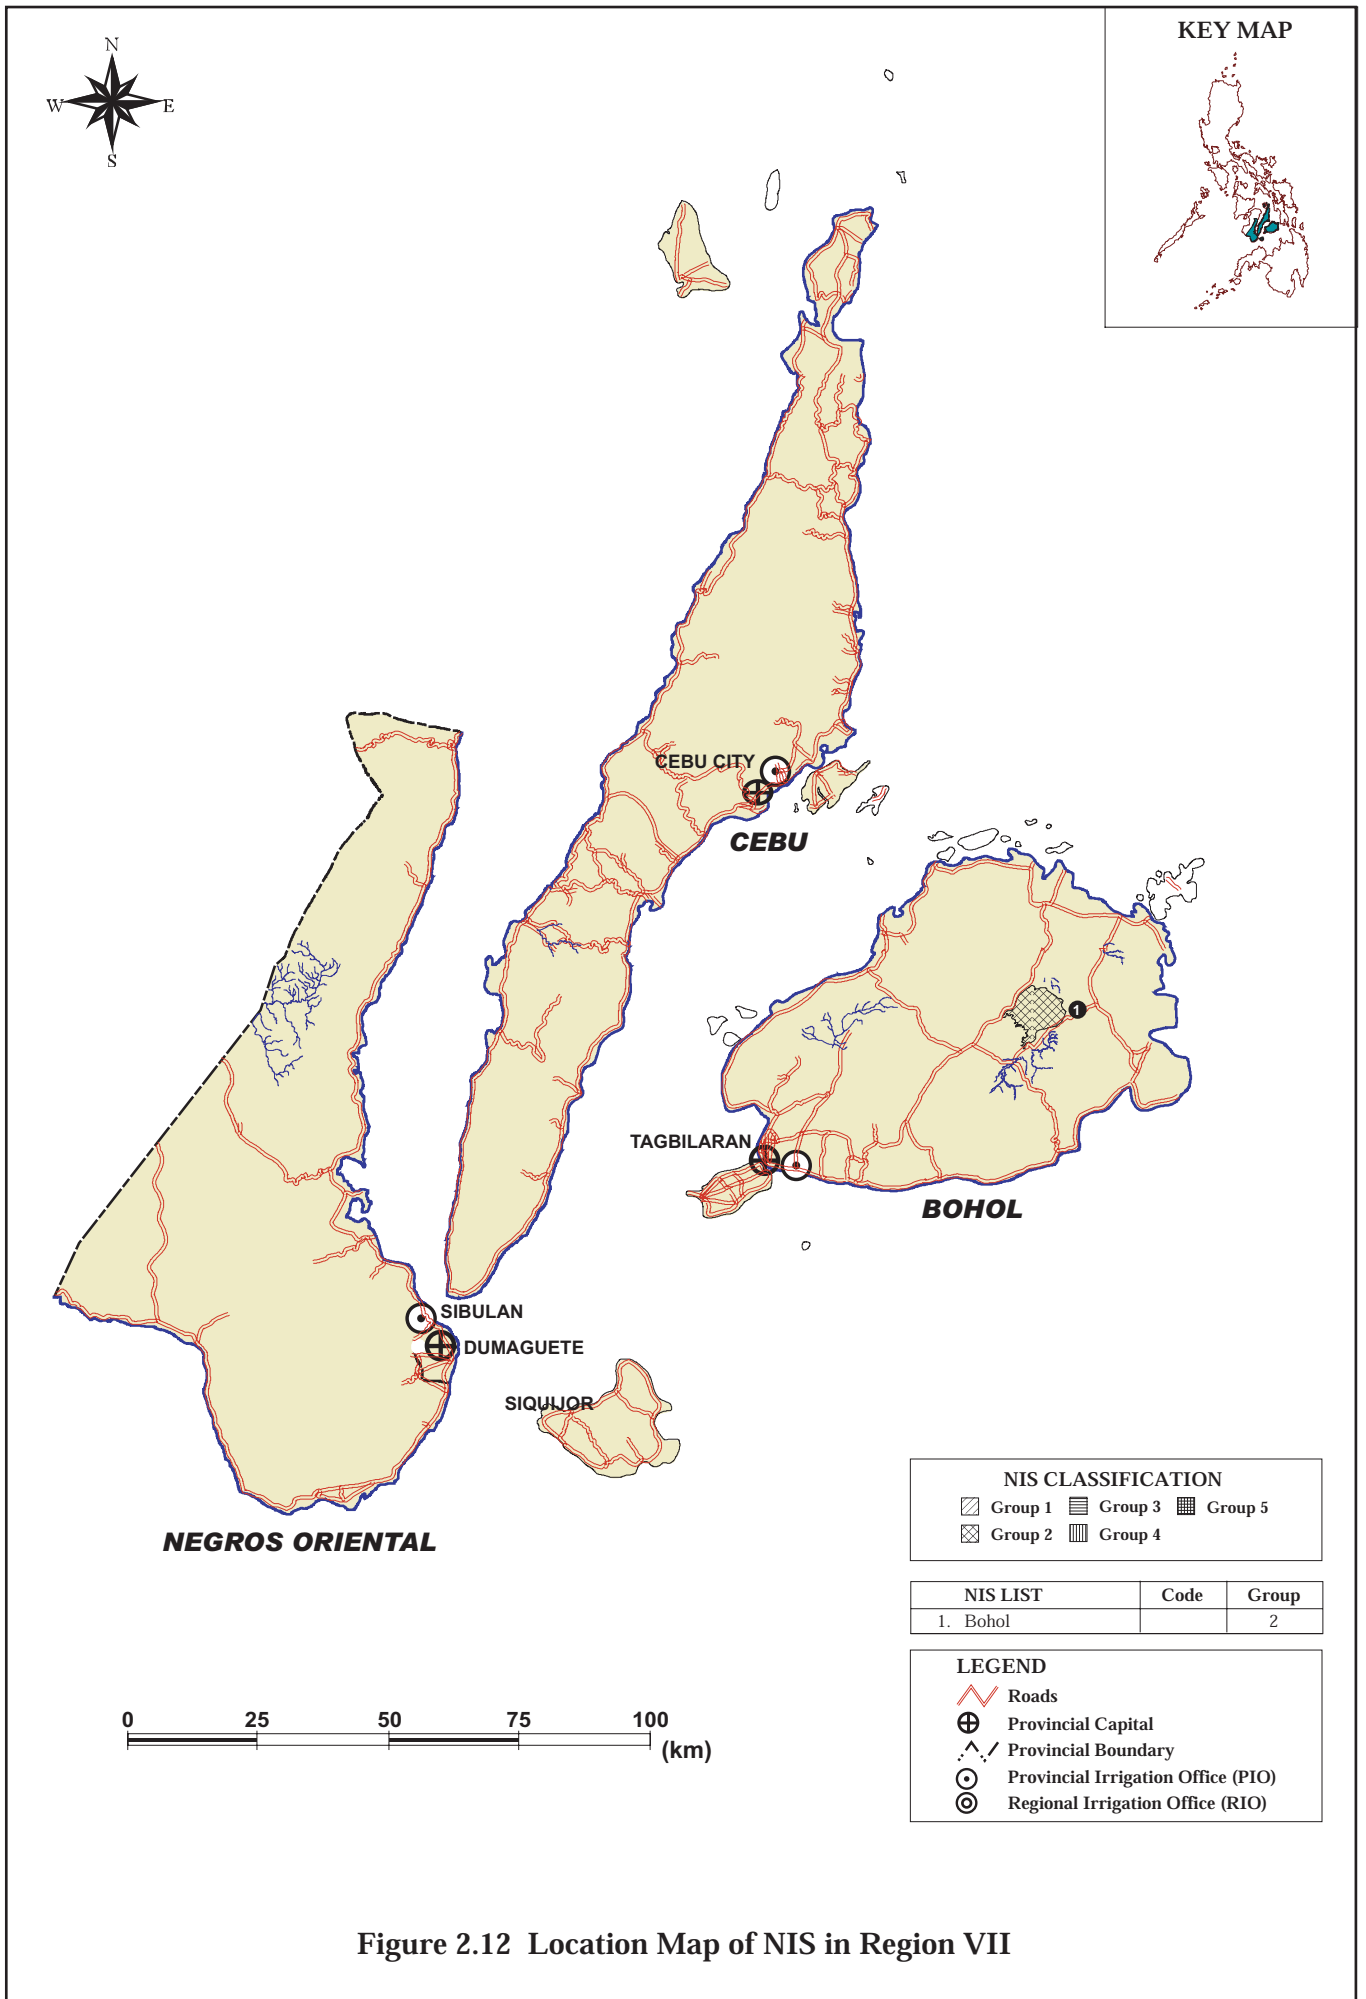 KEY MAP
N
W E
S
CEBU CITY
CEBU
1
TAGBILARAN
BOHOL
SIBULAN
DUMAGUETE
SIQUIJOR
NEGROS ORIENTAL
NIS CLASSIFICATION
Group 1 Group 3 Group 5
Group 2 Group 4
NIS LIST Code Group
1. Bohol 2
LEGEND
Roads
Provincial Capital
Provincial Boundary
Provincial Irrigation Office (PIO)
Regional Irrigation Office (RIO)
0 25 50 75 100
(km)
Figure 2.12 Location Map of NIS in Region VII